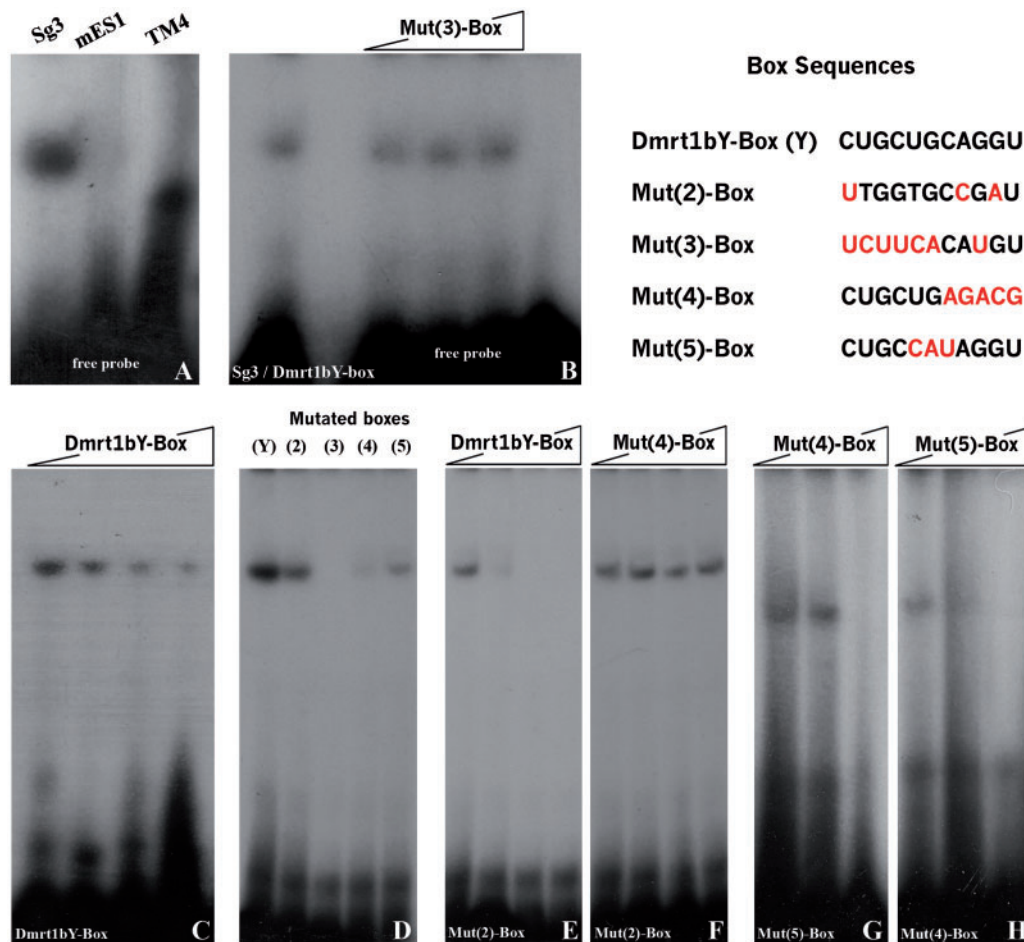 Sg3 mES1 TM4
Mut(3)-Box
free probe
A
Sg3 / Dmrt1bY-box
free probe
B
Box Sequences
Dmrt1bY-Box (Y) CUGCUGCAGGU
Mut(2)-Box UTGGTGCCGAU
Mut(3)-Box UCUUCACAUGU
Mut(4)-Box CUGCUGAGACG
Mut(5)-Box CUGCCAUAGGU
Dmrt1bY-Box
Dmrt1bY-Box
C
Mutated boxes
(Y) (2) (3) (4) (5)
D
Dmrt1bY-Box
Mut(2)-Box
E
Mut(4)-Box
Mut(2)-Box
F
Mut(4)-Box
Mut(5)-Box
G
Mut(5)-Box
Mut(4)-Box
H